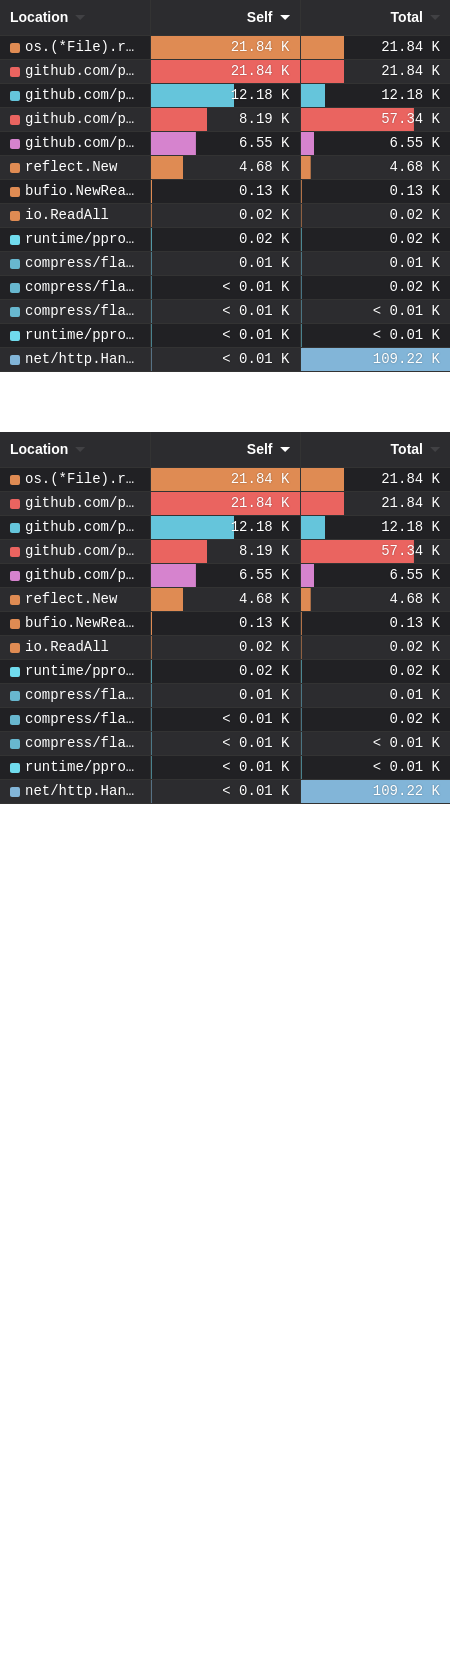 Location Self Total
os.(*File).r… 21.84 K 21.84 K
github.com/p… 21.84 K 21.84 K
github.com/p… 12.18 K 12.18 K
github.com/p… 8.19 K 57.34 K
github.com/p… 6.55 K 6.55 K
reflect.New 4.68 K 4.68 K
bufio.NewRea… 0.13 K 0.13 K
io.ReadAll 0.02 K 0.02 K
runtime/ppro… 0.02 K 0.02 K
compress/fla… 0.01 K 0.01 K
compress/fla… < 0.01 K 0.02 K
compress/fla… < 0.01 K < 0.01 K
runtime/ppro… < 0.01 K < 0.01 K
net/http.Han… < 0.01 K 109.22 K
Location Self Total
os.(*File).r… 21.84 K 21.84 K
github.com/p… 21.84 K 21.84 K
github.com/p… 12.18 K 12.18 K
github.com/p… 8.19 K 57.34 K
github.com/p… 6.55 K 6.55 K
reflect.New 4.68 K 4.68 K
bufio.NewRea… 0.13 K 0.13 K
io.ReadAll 0.02 K 0.02 K
runtime/ppro… 0.02 K 0.02 K
compress/fla… 0.01 K 0.01 K
compress/fla… < 0.01 K 0.02 K
compress/fla… < 0.01 K < 0.01 K
runtime/ppro… < 0.01 K < 0.01 K
net/http.Han… < 0.01 K 109.22 K